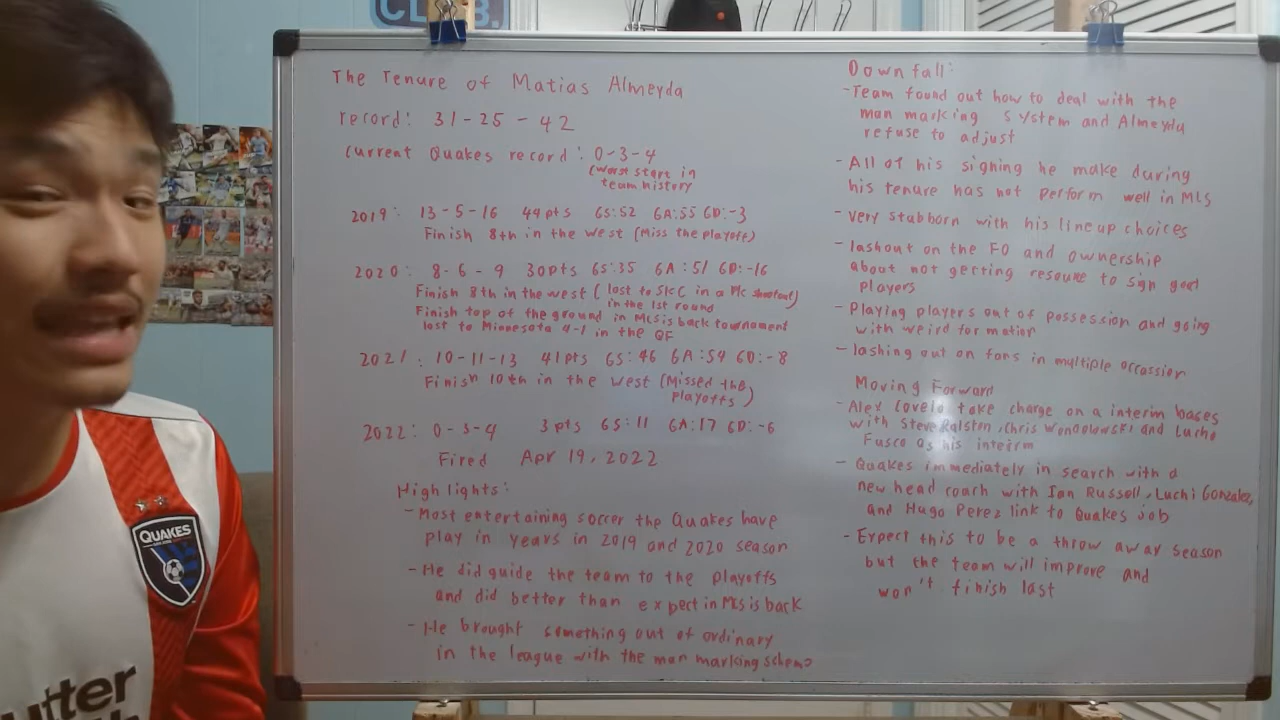 CLUB.
The Tenure of Matias Almeyda
record: 31-25-42
current Quakes record: 0-3-4
(worst start in
team history
2019: 13-5-16 44pts GS:52 GA:55 GD:-3
Finish 8th in the west (Miss the playoff)
2020: 8-6-9 30pts GS:35 GA:51 GD:-16
Finish 8th in the west (lost to SKC in a PK shootout)
in the 1st round
Finish top of the ground in MLS is back tournament
lost to Minnesota 4-1 in the QF
2021: 10-11-13 41pts GS:46 GA:54 GD:-8
Finish 10th in the west (Missed the
playoffs)
2022: 0-3-4 3pts GS:11 GA:17 GD:-6
Fired Apr 19, 2022
Highlights:
-Most entertaining soccer the Quakes have
play in years in 2019 and 2020 season
-He did guide the team to the playoffs
and did better than expect in MLS is back
-He brought something out of ordinary
in the league with the man marking scheme
Downfall:
-Team found out how to deal with the
man marking system and Almeyda
refuse to adjust
-All of his signing he make during
his tenure has not perform well in MLS
-very stubborn with his lineup choices
-lashout on the FO and ownership
about not getting resource to sign good
players
-Playing players out of possession and going
with weird formation
-lashing out on fans in multiple occassion
Moving Forward
-Alex Covelo take charge on a interim bases
with Steve Ralston, Chris Wondolowski and Luchi
Fusco as his interim
-Quakes immediately in search with a
new head coach with Ian Russell, Luchi Gonzalez,
and Hugo Perez link to Quakes job
-Expect this to be a throw away season
but the team will improve and
won't finish last
QUAKES
utter